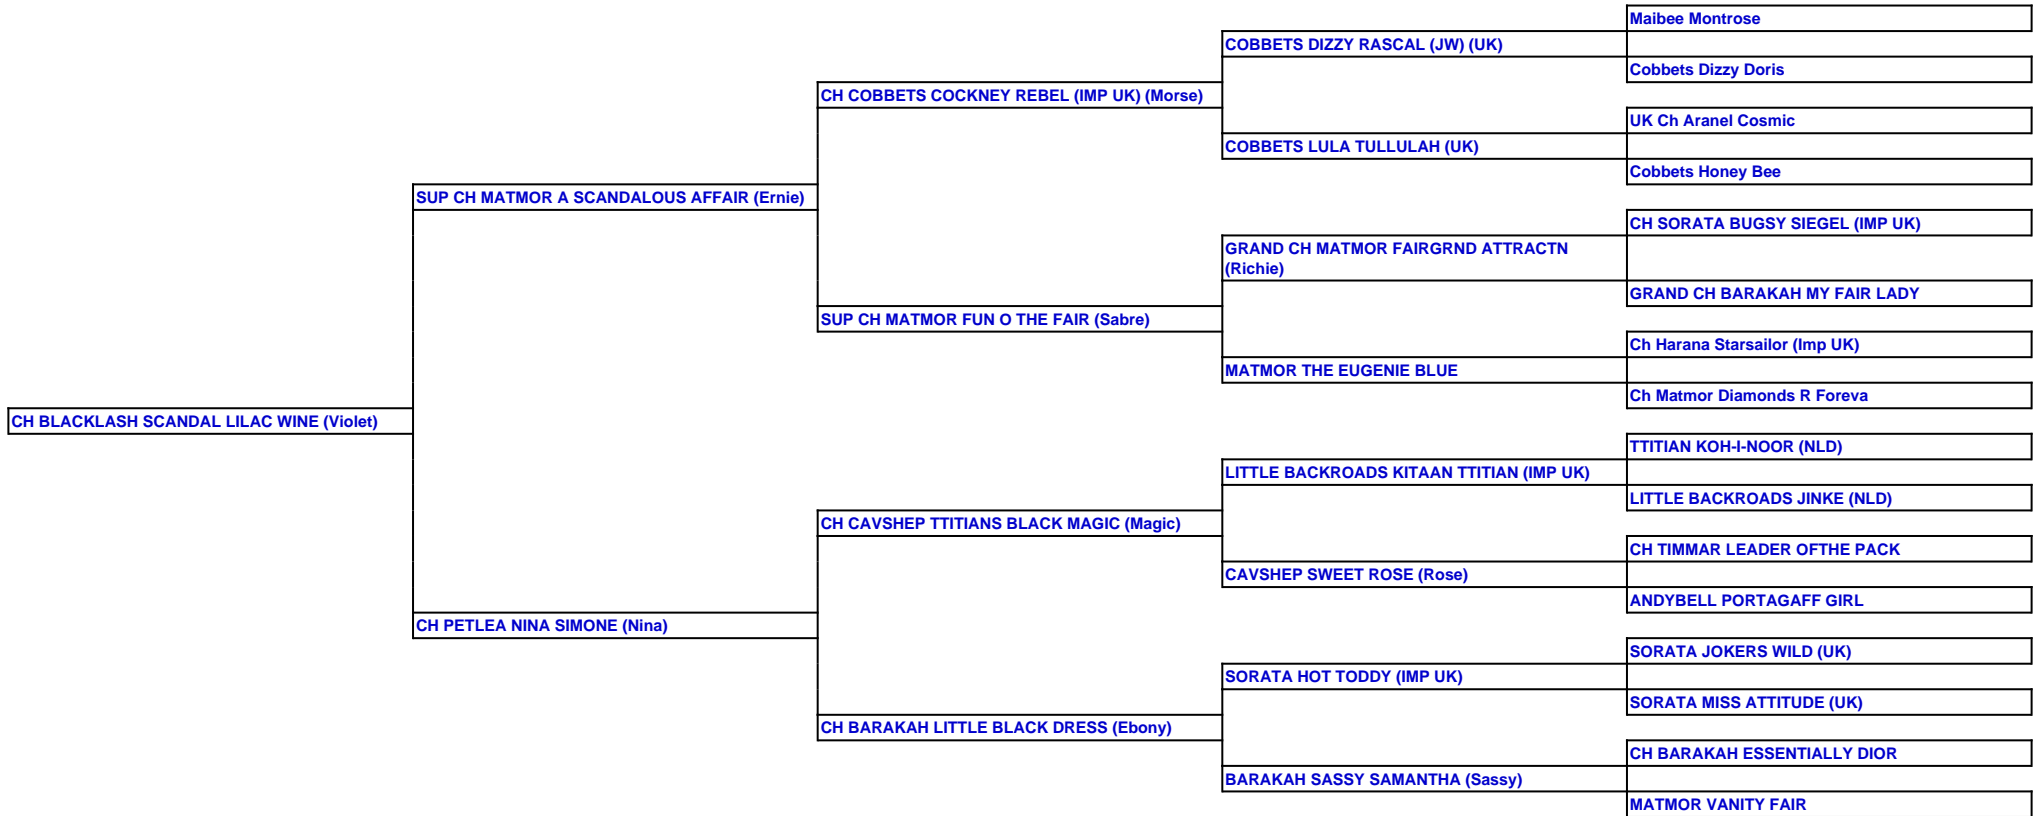 Maibee Montrose
COBBETS DIZZY RASCAL (JW) (UK)
Cobbets Dizzy Doris
CH COBBETS COCKNEY REBEL (IMP UK) (Morse)
UK Ch Aranel Cosmic
COBBETS LULA TULLULAH (UK)
Cobbets Honey Bee
SUP CH MATMOR A SCANDALOUS AFFAIR (Ernie)
CH SORATA BUGSY SIEGEL (IMP UK)
GRAND CH MATMOR FAIRGRND ATTRACTN
(Richie)
GRAND CH BARAKAH MY FAIR LADY
SUP CH MATMOR FUN O THE FAIR (Sabre)
Ch Harana Starsailor (Imp UK)
MATMOR THE EUGENIE BLUE
Ch Matmor Diamonds R Foreva
CH BLACKLASH SCANDAL LILAC WINE (Violet)
TTITIAN KOH-I-NOOR (NLD)
LITTLE BACKROADS KITAAN TTITIAN (IMP UK)
LITTLE BACKROADS JINKE (NLD)
CH CAVSHEP TTITIANS BLACK MAGIC (Magic)
CH TIMMAR LEADER OFTHE PACK
CAVSHEP SWEET ROSE (Rose)
ANDYBELL PORTAGAFF GIRL
CH PETLEA NINA SIMONE (Nina)
SORATA JOKERS WILD (UK)
SORATA HOT TODDY (IMP UK)
SORATA MISS ATTITUDE (UK)
CH BARAKAH LITTLE BLACK DRESS (Ebony)
CH BARAKAH ESSENTIALLY DIOR
BARAKAH SASSY SAMANTHA (Sassy)
MATMOR VANITY FAIR